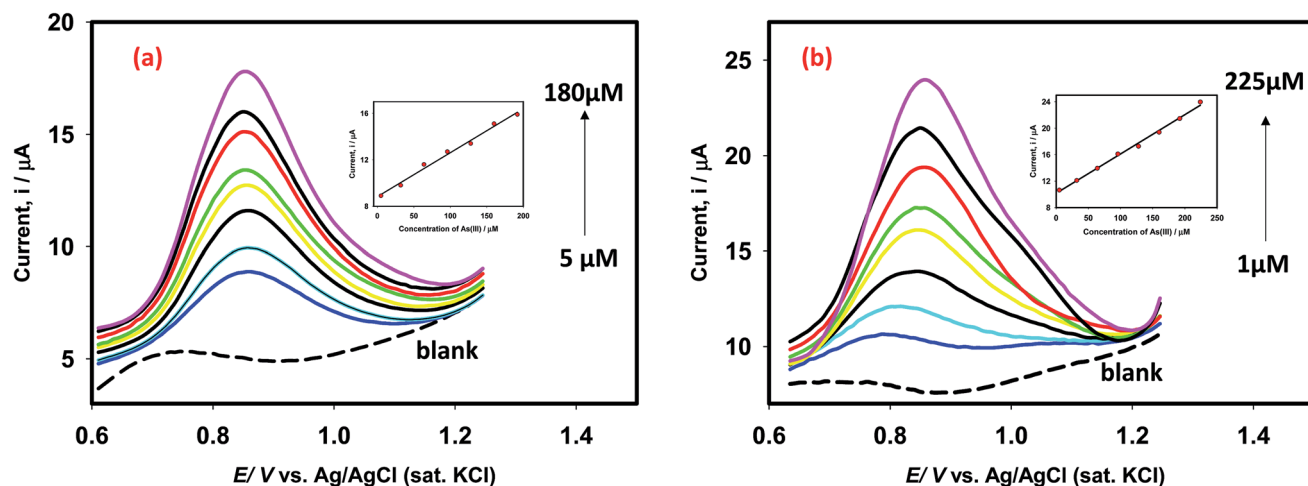 (a)
20
15
10
5
Current, i / μA
0.6
0.8
1.0
1.2
1.4
E/ V vs. Ag/AgCl (sat. KCl)
180μM
5 μM
blank
16
12
8
Current, i / μA
0
50
100
150
200
Concentration of As(III) / μM
(b)
25
20
15
10
Current, i / μA
0.6
0.8
1.0
1.2
1.4
E/ V vs. Ag/AgCl (sat. KCl)
225μM
1μM
blank
24
20
16
12
8
Current, i / μA
0
50
100
150
200
250
Concentration of As(III) / μM